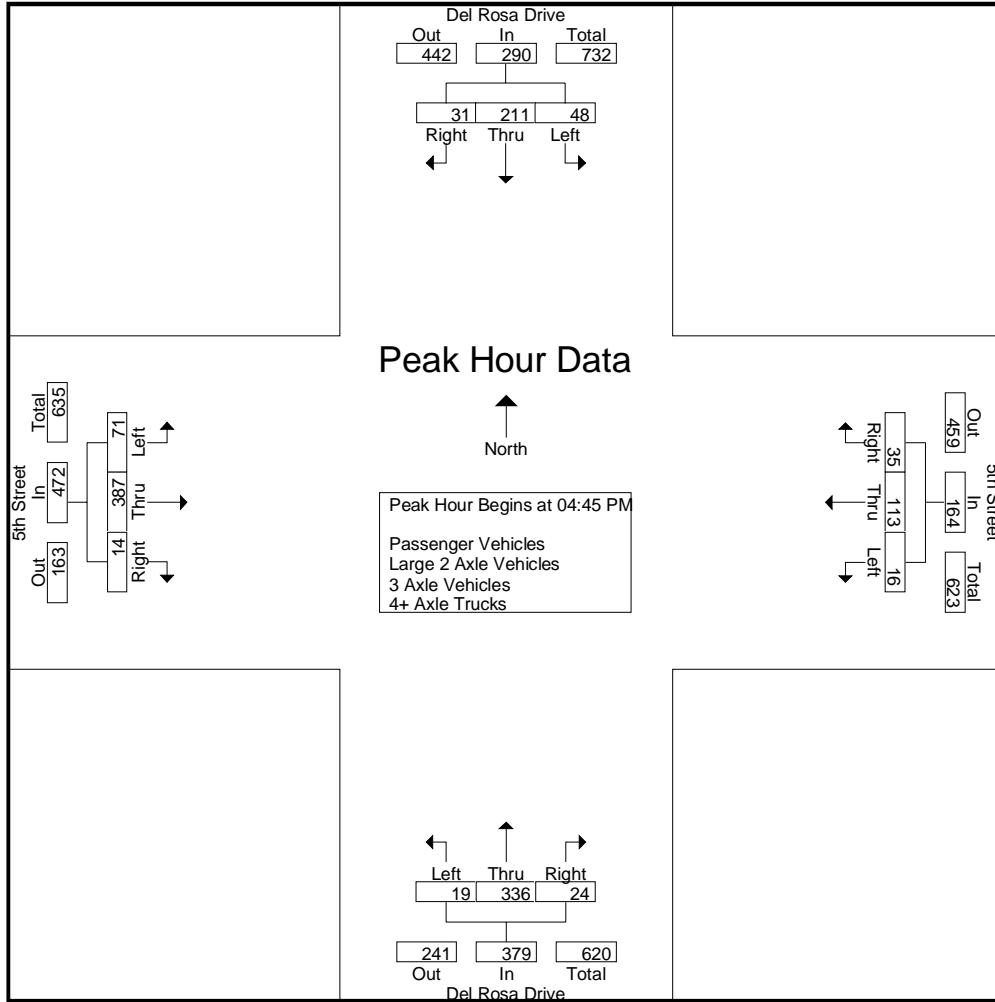 Del Rosa Drive
Out In Total
442 290 732
31 211 48
Right Thru Left
Peak Hour Data
North
Peak Hour Begins at 04:45 PM
Passenger Vehicles
Large 2 Axle Vehicles
3 Axle Vehicles
4+ Axle Trucks
5th Street
Out In Total
163 472 635
14 387 71
Right Thru Left
5th Street
Out In Total
459 164 623
35 113 16
Right Thru Left
Left Thru Right
19 336 24
241 379 620
Out In Total
Del Rosa Drive